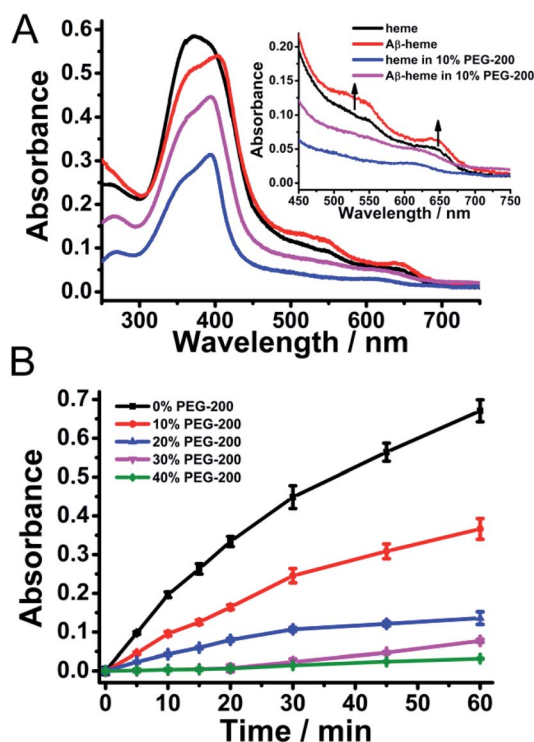 A
Absorbance
0.6
0.5
0.4
0.3
0.2
0.1
0.0
300
400
500
600
700
Wavelength / nm
Absorbance
0.20
0.15
0.10
0.05
0.00
450 500 550 600 650 700 750
Wavelength / nm
heme
Aβ-heme
heme in 10% PEG-200
Aβ-heme in 10% PEG-200
B
Absorbance
0.7
0.6
0.5
0.4
0.3
0.2
0.1
0.0
0% PEG-200
10% PEG-200
20% PEG-200
30% PEG-200
40% PEG-200
0 10 20 30 40 50 60
Time / min